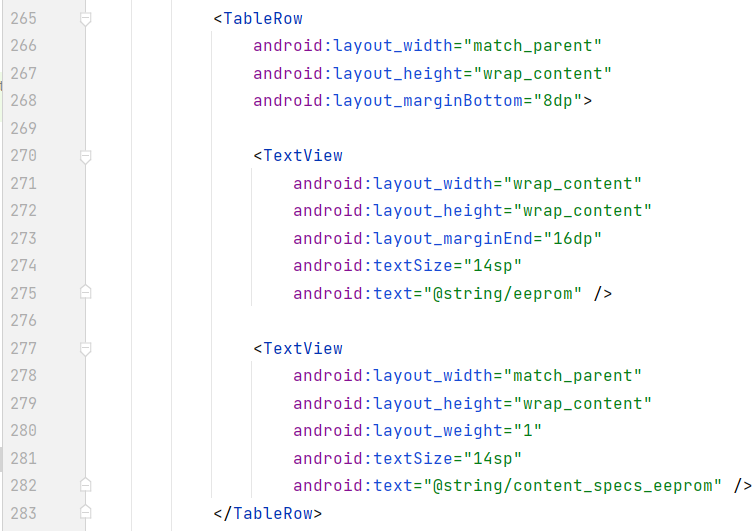 265 <TableRow
266 android:layout_width="match_parent"
267 android:layout_height="wrap_content"
268 android:layout_marginBottom="8dp">
269
270 <TextView
271 android:layout_width="wrap_content"
272 android:layout_height="wrap_content"
273 android:layout_marginEnd="16dp"
274 android:textSize="14sp"
275 android:text="@string/eeprom" />
276
277 <TextView
278 android:layout_width="match_parent"
279 android:layout_height="wrap_content"
280 android:layout_weight="1"
281 android:textSize="14sp"
282 android:text="@string/content_specs_eeprom" />
283 </TableRow>